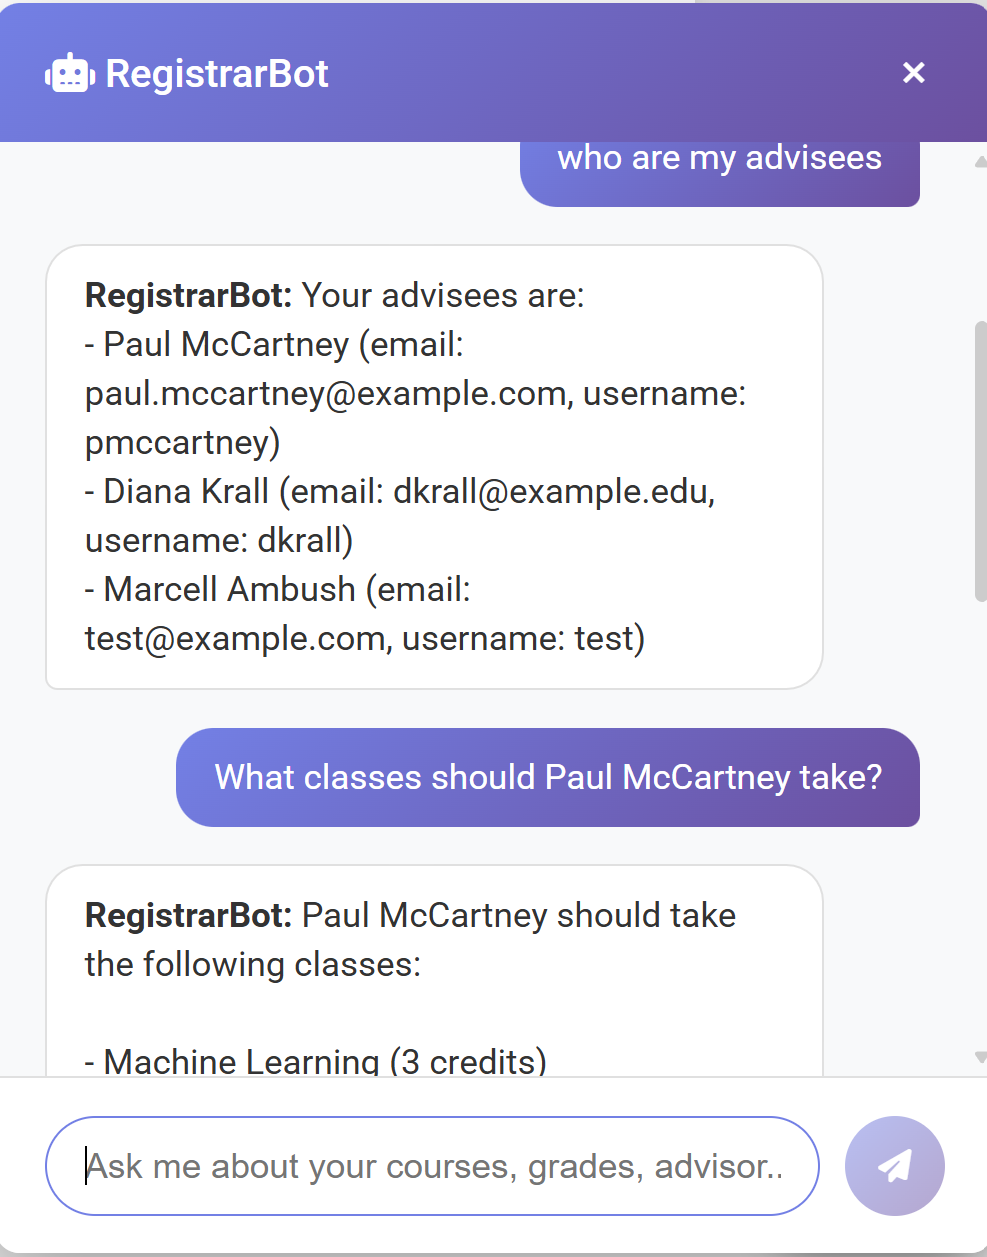 RegistrarBot
who are my advisees
RegistrarBot: Your advisees are:
- Paul McCartney (email:
paul.mccartney@example.com, username:
pmccartney)
- Diana Krall (email: dkrall@example.edu,
username: dkrall)
- Marcell Ambush (email:
test@example.com, username: test)
What classes should Paul McCartney take?
RegistrarBot: Paul McCartney should take
the following classes:
- Machine Learning (3 credits)
Ask me about your courses, grades, advisor..